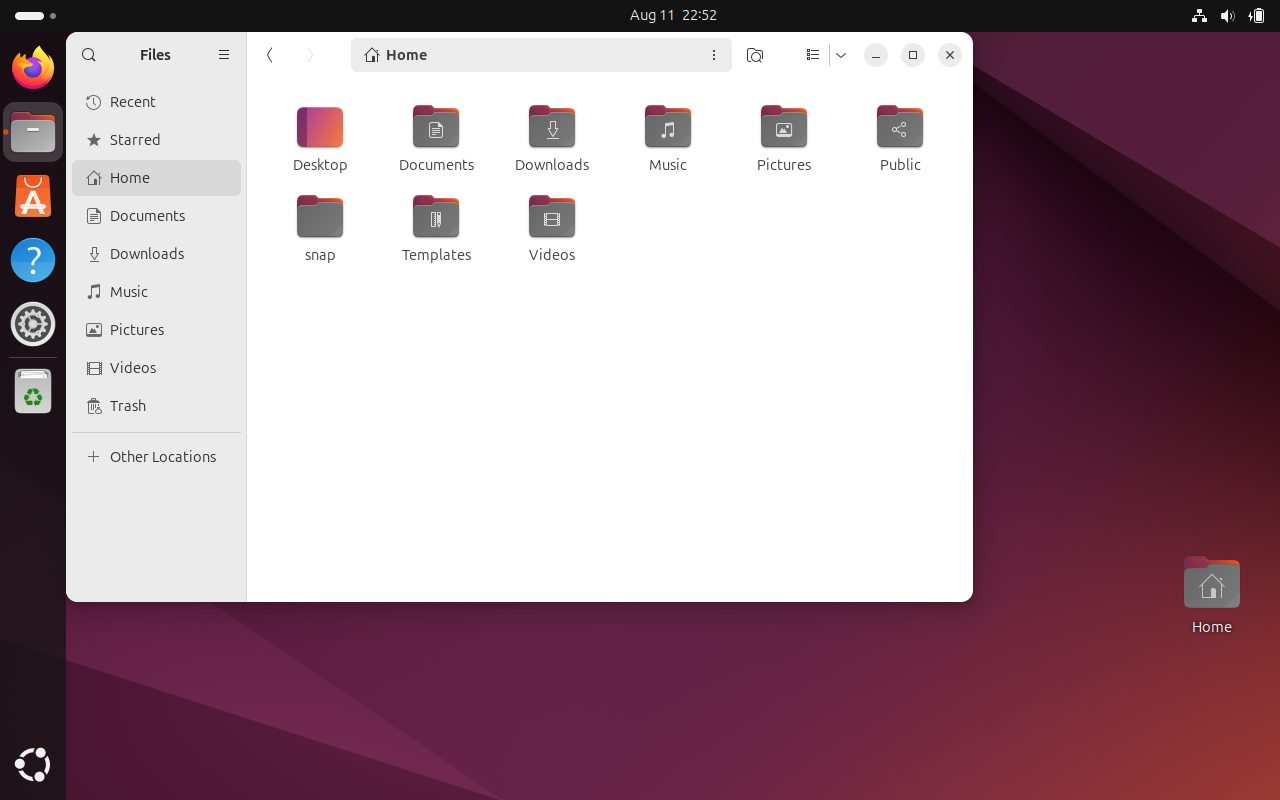 Aug 11 22:52
Files
Home
Recent
Starred
Home
Documents
Downloads
Music
Pictures
Videos
Trash
Other Locations
Desktop
Documents
Downloads
Music
Pictures
Public
snap
Templates
Videos
Home